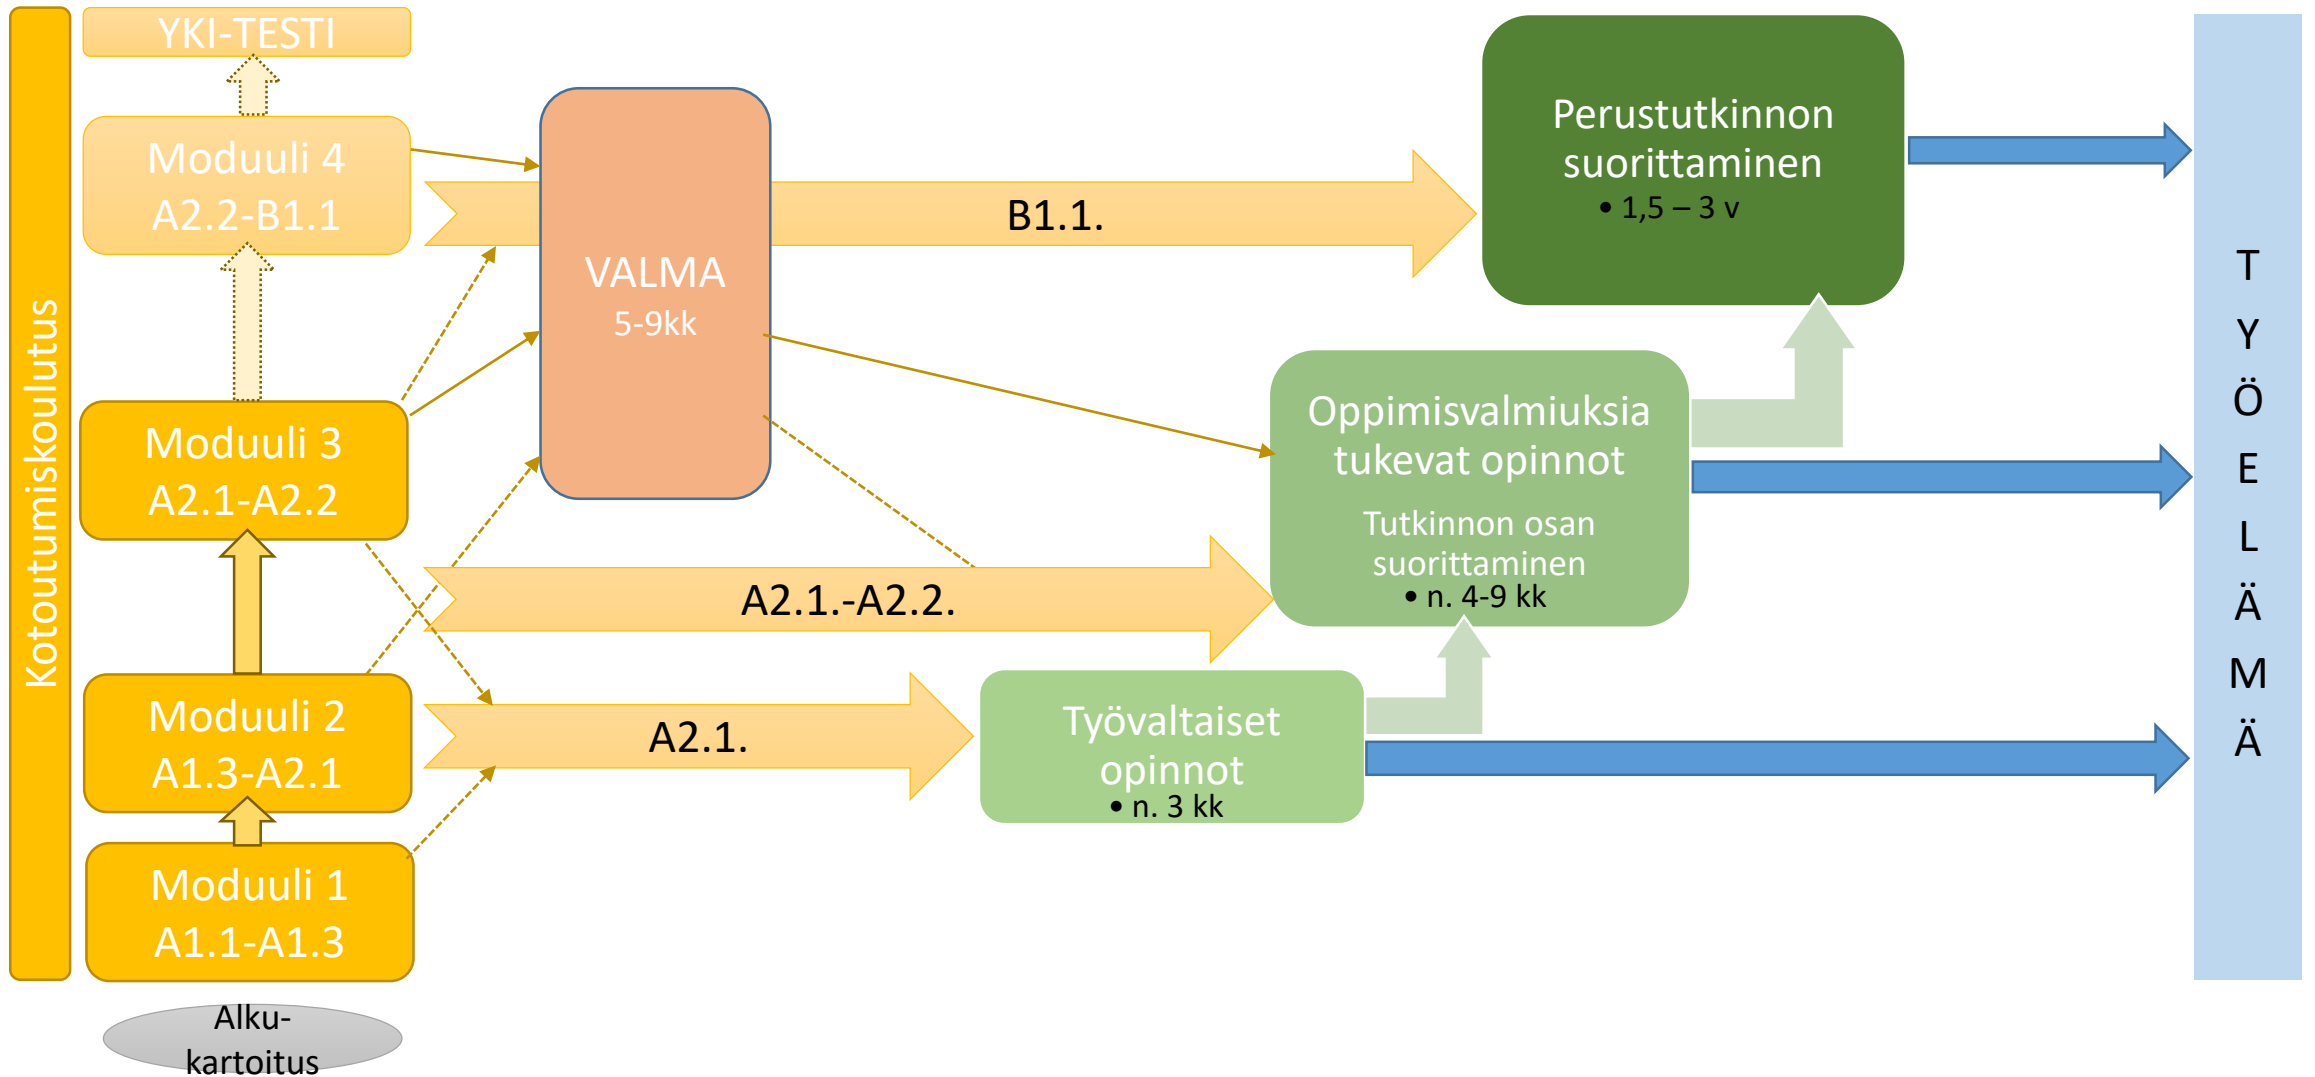 Kotoutumiskoulutus
YKI-TESTI
Moduuli 4
A2.2-B1.1
Moduuli 3
A2.1-A2.2
Moduuli 2
A1.3-A2.1
Moduuli 1
A1.1-A1.3
Alku-
kartoitus
VALMA
5-9kk
B1.1.
A2.1.-A2.2.
A2.1.
Perustutkinnon
suorittaminen
• 1,5 – 3 v
Oppimisvalmiuksia
tukevat opinnot
Tutkinnon osan
suorittaminen
• n. 4-9 kk
Työvaltaiset
opinnot
• n. 3 kk
T
Y
Ö
E
L
Ä
M
Ä